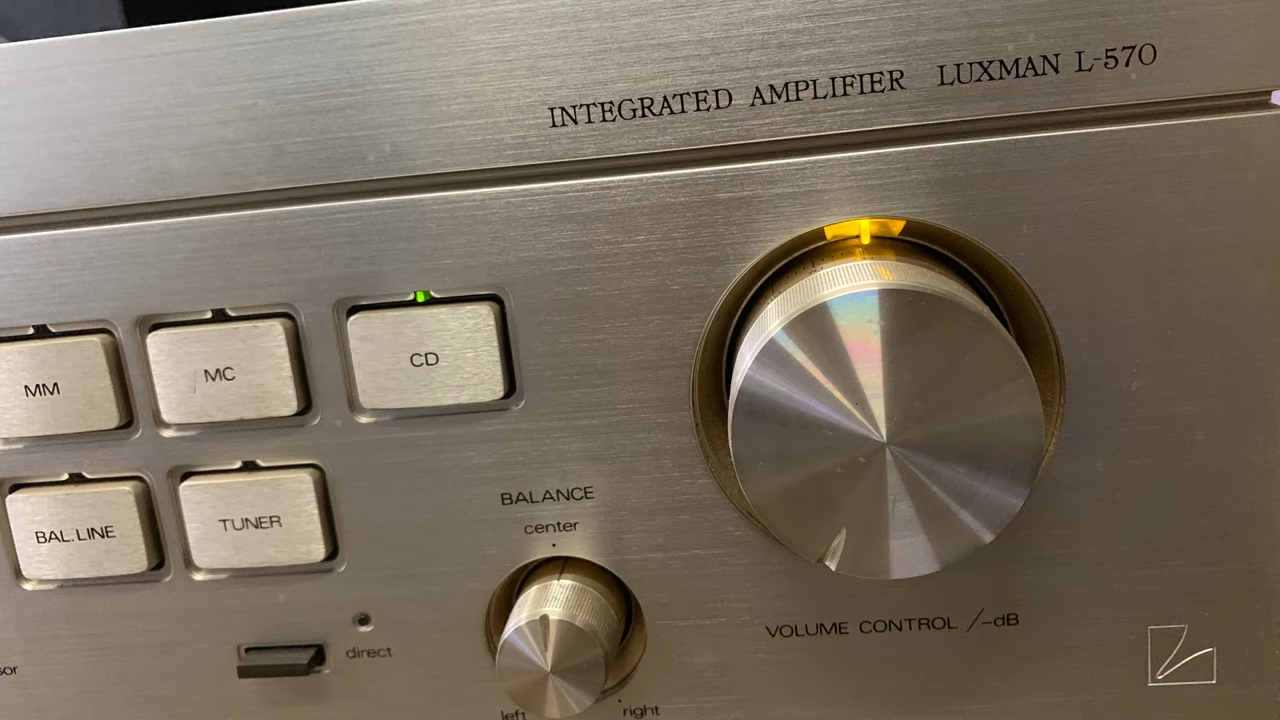 INTEGRATED AMPLIFIER LUXMAN L-570
MM
MC
CD
BAL.LINE
TUNER
BALANCE
center
direct
left
right
VOLUME CONTROL /-dB